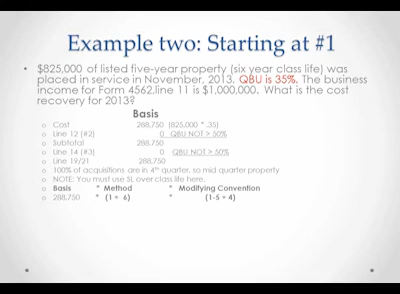 Example two: Starting at #1
• $825,000 of listed five-year property (six year class life) was
placed in service in November, 2013. QBU is 35%. The business
income for Form 4562,line 11 is $1,000,000. What is the cost
recovery for 2013?
Basis
o Cost 288,750 (825,000 * .35)
o Line 12 (#2) 0 QBU NOT > 50%
o Subtotal 288,750
o Line 14 (#3) 0 QBU NOT > 50%
o Line 19/21 288,750
o 100% of acquisitions are in 4th quarter, so mid quarter property
o NOTE: You must use SL over class life here.
o Basis * Method * Modifying Convention
o 288,750 * (1 ÷ 6) * (1-.5 ÷ 4)